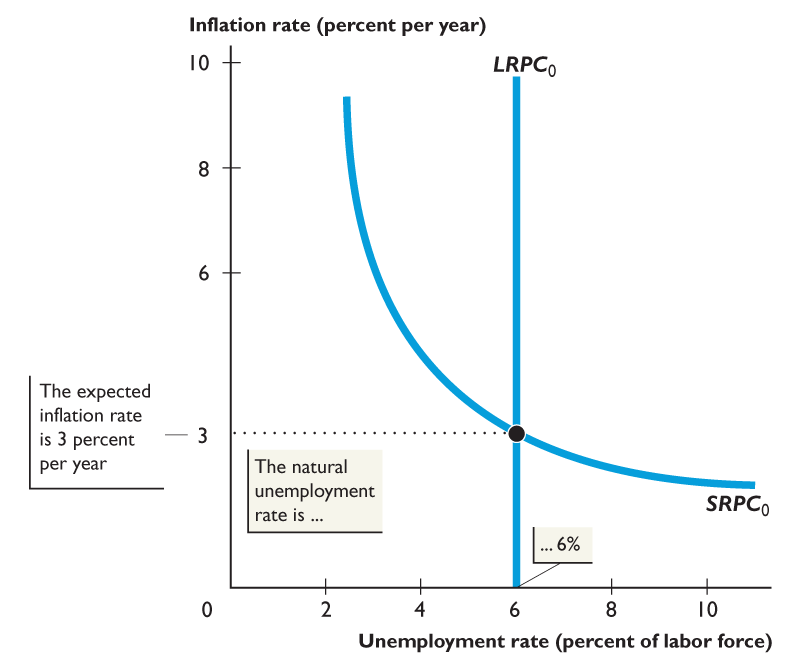 Inflation rate (percent per year)
10
LRPC0
8
6
The expected
inflation rate
is 3 percent
per year
3
The natural
unemployment
rate is ...
SRPC0
... 6%
0
2
4
6
8
10
Unemployment rate (percent of labor force)